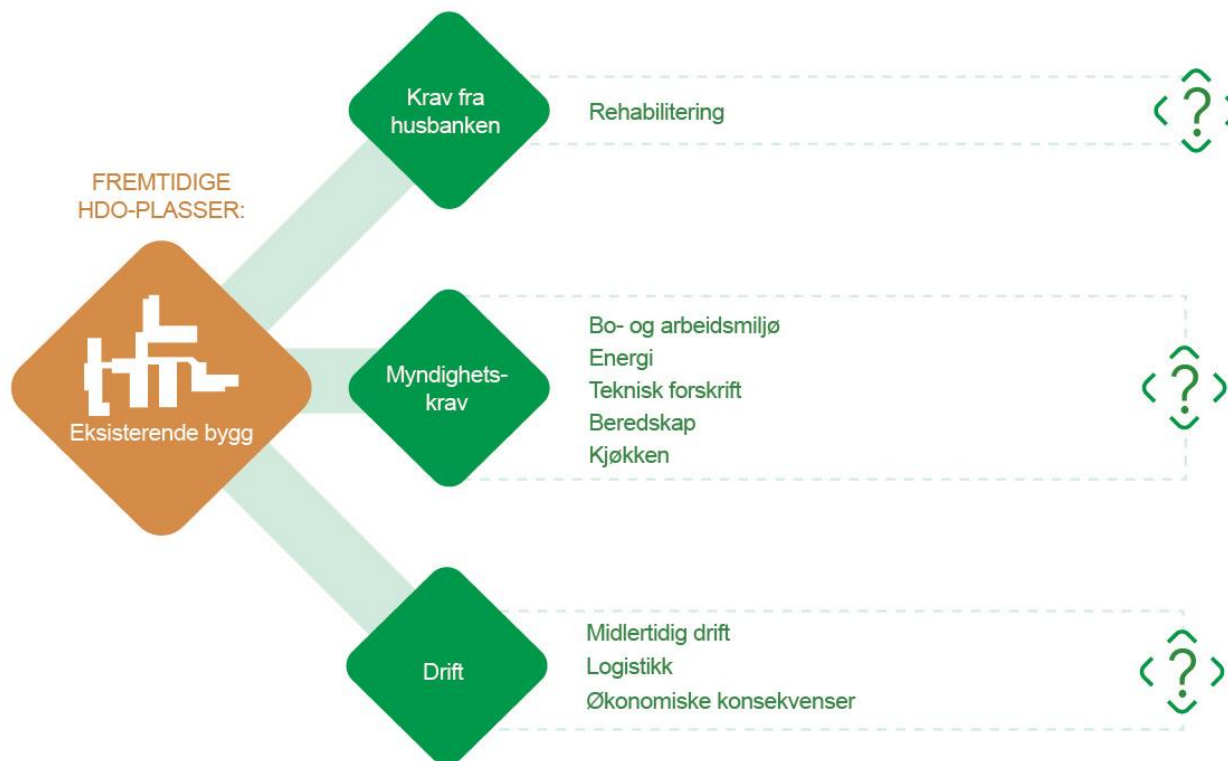 FREMTIDIGE
HDO-PLASSER:
Eksisterende bygg
Krav fra
husbanken
Rehabilitering
?
Myndighets-
krav
Bo- og arbeidsmiljø
Energi
Teknisk forskrift
Beredskap
Kjøkken
?
Drift
Midlertidig drift
Logistikk
Økonomiske konsekvenser
?